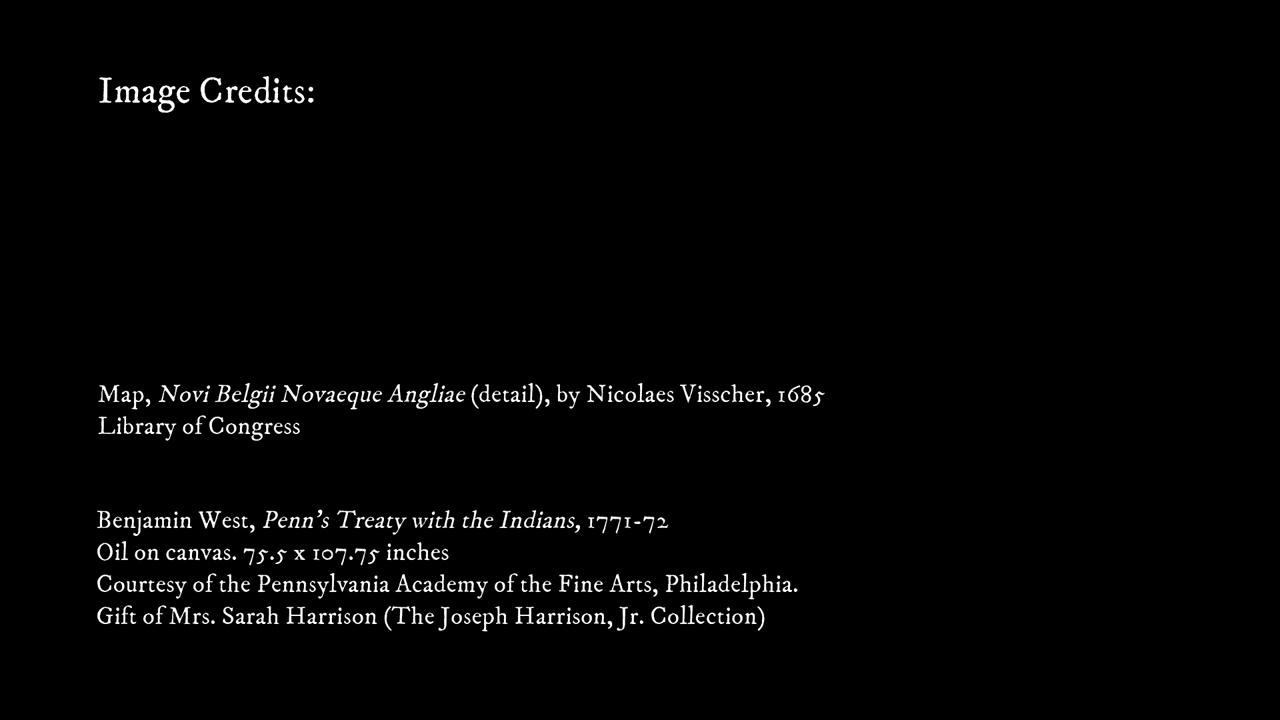 Image Credits:
Map, Novi Belgii Novaeque Angliae (detail), by Nicolaes Visscher, 1685
Library of Congress
Benjamin West, Penn's Treaty with the Indians, 1771-72
Oil on canvas. 75.5 x 107.75 inches
Courtesy of the Pennsylvania Academy of the Fine Arts, Philadelphia.
Gift of Mrs. Sarah Harrison (The Joseph Harrison, Jr. Collection)